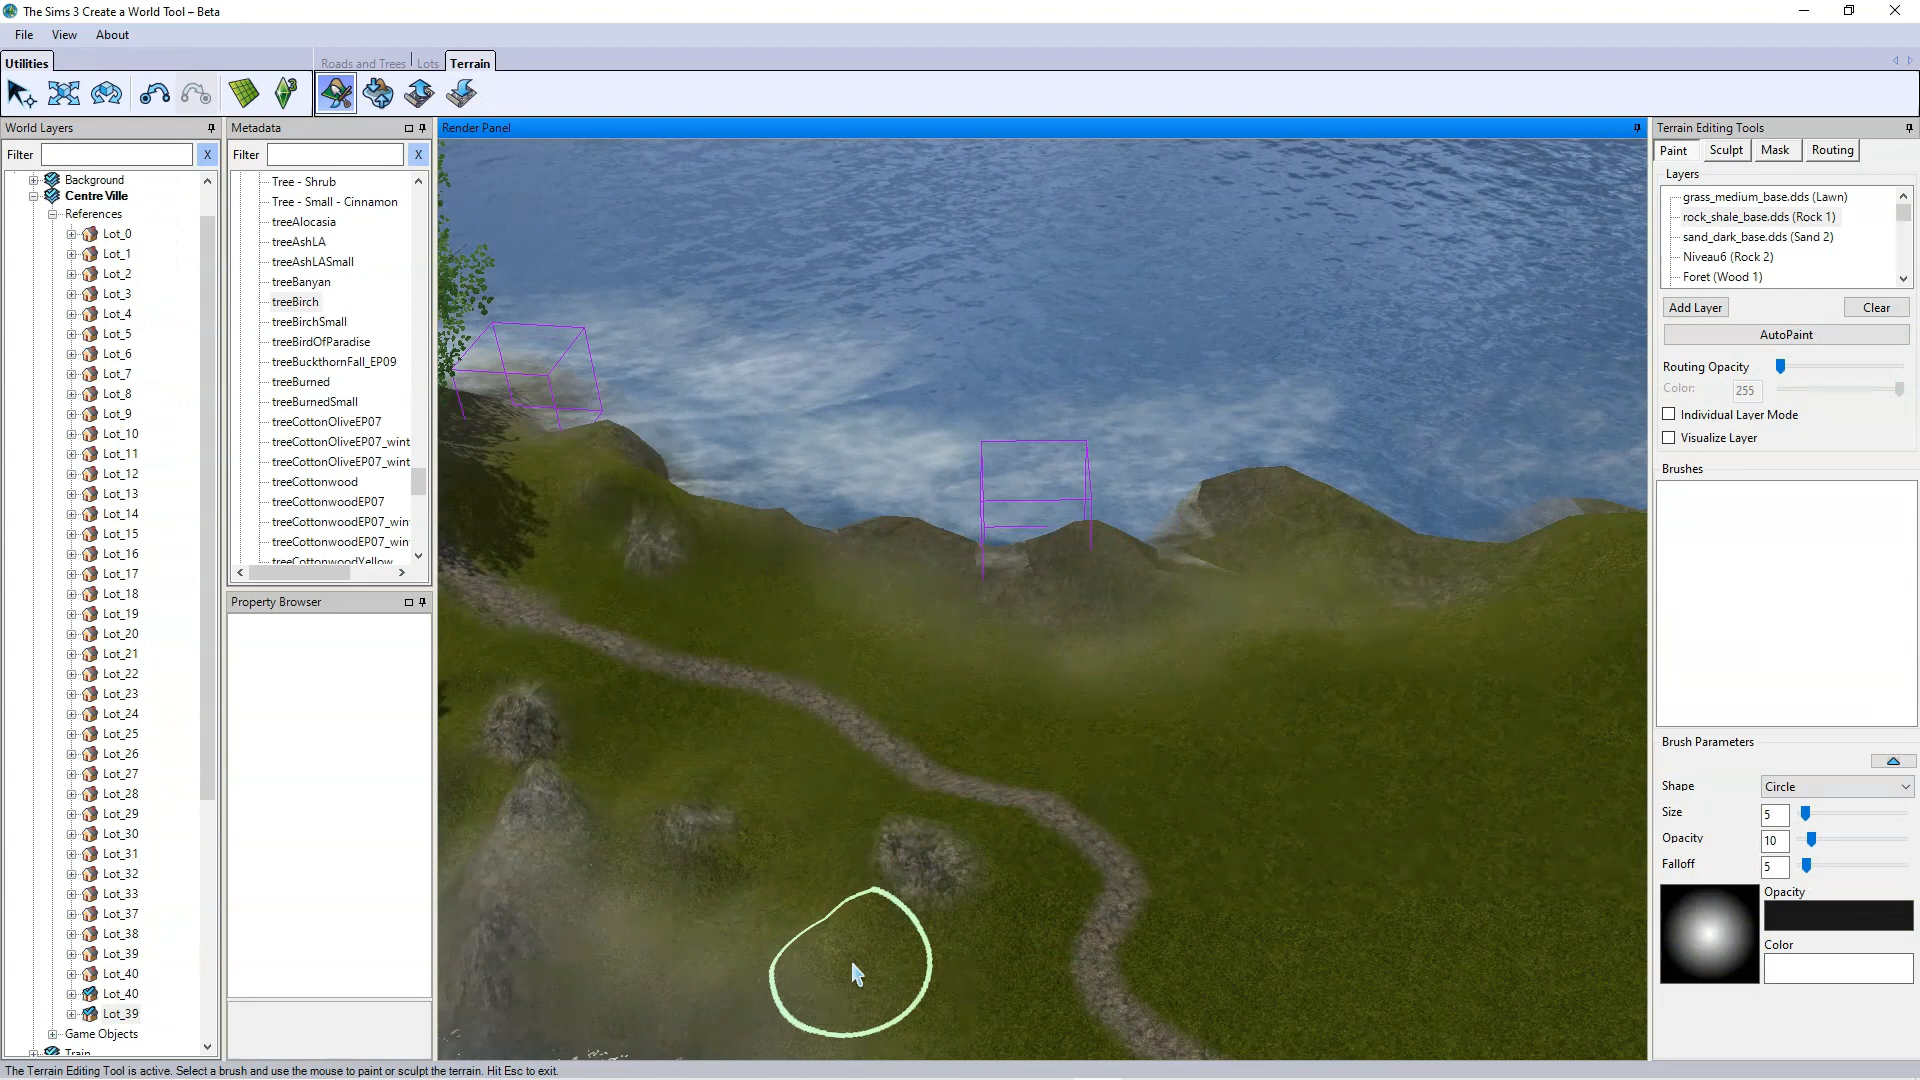 The Sims 3 Create a World Tool – Beta
File View About
Utilities
Roads and Trees Lots Terrain
World Layers
Filter X
Background
Centre Ville
References
Lot_0
Lot_1
Lot_2
Lot_3
Lot_4
Lot_5
Lot_6
Lot_7
Lot_8
Lot_9
Lot_10
Lot_11
Lot_12
Lot_13
Lot_14
Lot_15
Lot_16
Lot_17
Lot_18
Lot_19
Lot_20
Lot_21
Lot_22
Lot_23
Lot_24
Lot_25
Lot_26
Lot_27
Lot_28
Lot_29
Lot_30
Lot_31
Lot_32
Lot_33
Lot_37
Lot_38
Lot_39
Lot_40
Lot_40
Lot_39
Game Objects
Train
Metadata
Filter X
Tree - Shrub
Tree - Small - Cinnamon
treeAlocasia
treeAshLA
treeAshLASmall
treeBanyan
treeBirch
treeBirchSmall
treeBirdOfParadise
treeBuckthornFall_EP09
treeBurned
treeBurnedSmall
treeCottonOliveEP07
treeCottonOliveEP07_wint
treeCottonOliveEP07_wint
treeCottonwood
treeCottonwoodEP07
treeCottonwoodEP07_win
treeCottonwoodEP07_win
treeCottonwoodYellow
Property Browser
Render Panel
Terrain Editing Tools
Paint Sculpt Mask Routing
Layers
grass_medium_base.dds (Lawn)
rock_shale_base.dds (Rock 1)
sand_dark_base.dds (Sand 2)
Niveau6 (Rock 2)
Foret (Wood 1)
Add Layer Clear
AutoPaint
Routing Opacity
Color: 255
Individual Layer Mode
Visualize Layer
Brushes
Brush Parameters
Shape Circle
Size 5
Opacity 10
Falloff 5
Opacity
Color
The Terrain Editing Tool is active. Select a brush and use the mouse to paint or sculpt the terrain. Hit Esc to exit.